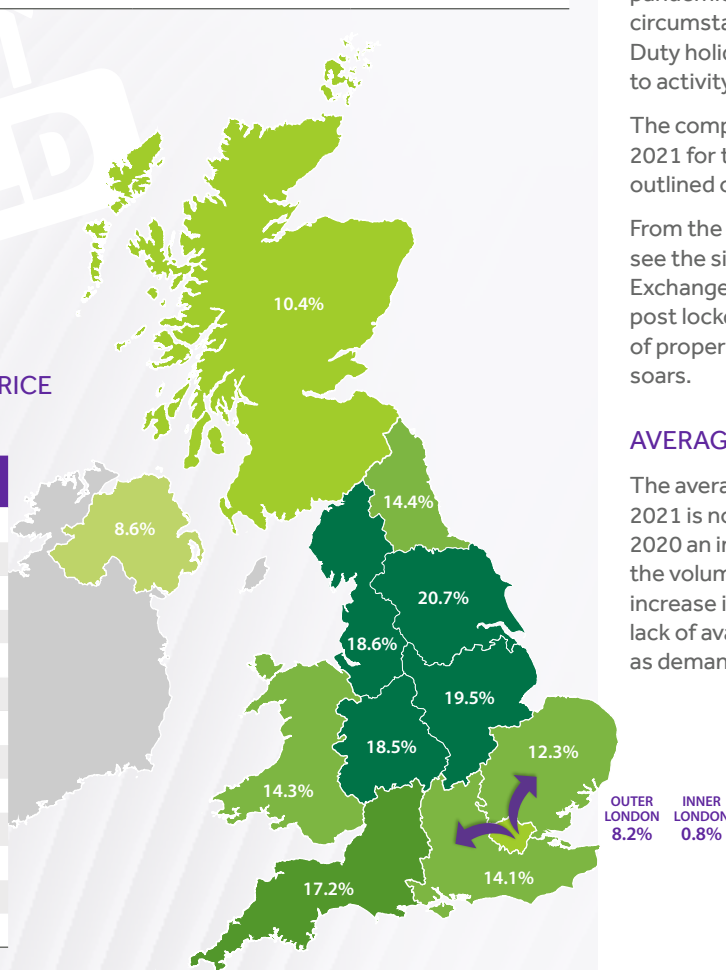 RICE
10.4%
14.4%
8.6%
20.7%
18.6%
19.5%
18.5%
12.3%
14.3%
OUTER LONDON 8.2%
INNER LONDON 0.8%
14.1%
17.2%
circumsta
Duty holid
to activity
The comp
2021 for t
outlined o
From the
see the si
Exchange
post locke
of proper
soars.
AVERAG
The avera
2021 is no
2020 an in
the volum
increase i
lack of ava
as deman